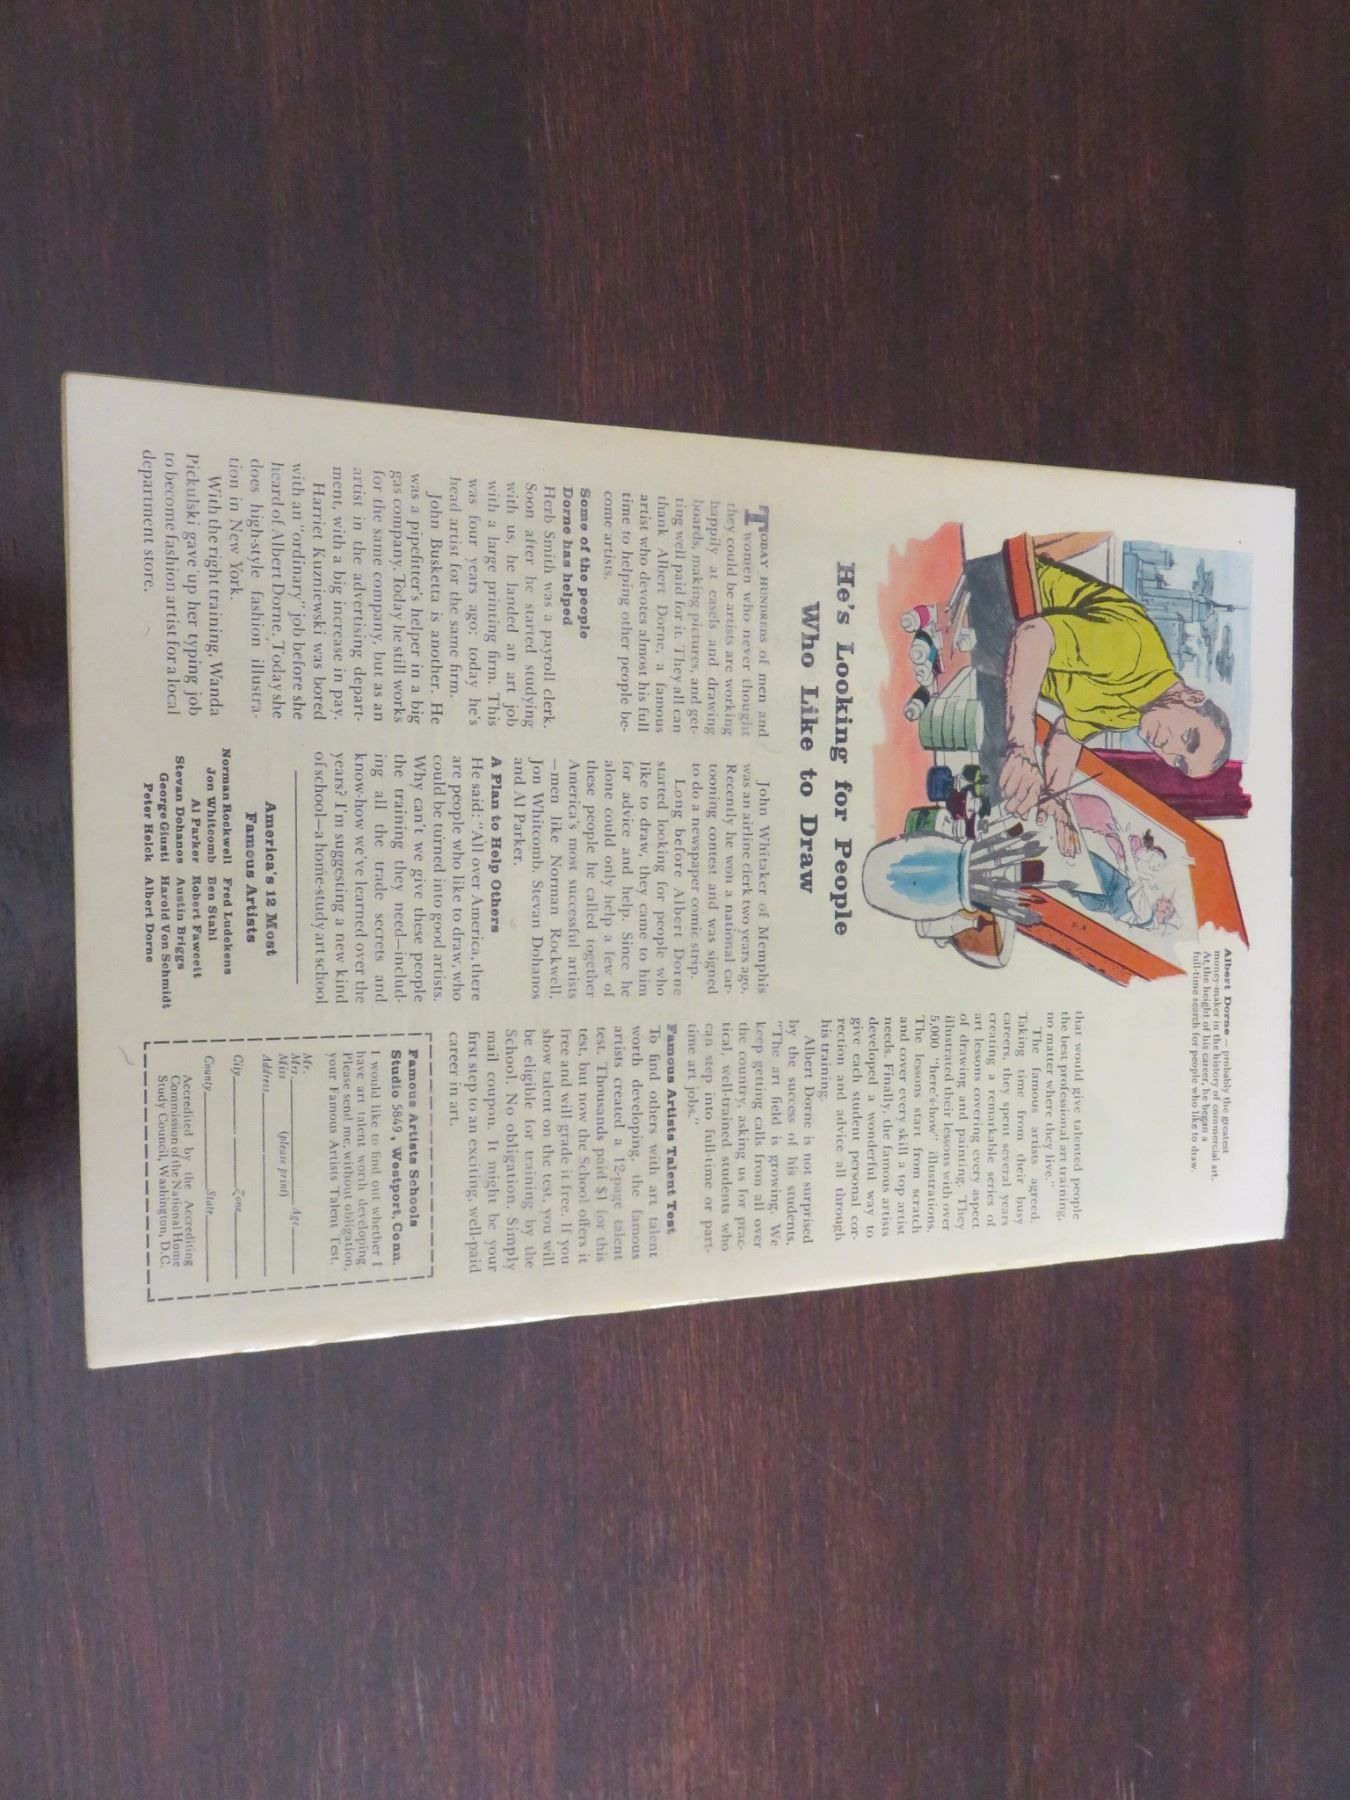 Albert Dorne — probably the greatest
money-maker in the history of commercial art.
At the height of his career, he began a
full-time search for people who like to draw.
He's Looking for People
Who Like to Draw
TODAY HUNDREDS of men and
women who never thought
they could be artists are working
happily at easels and drawing
boards, making pictures, and get-
ting well paid for it. They all can
thank Albert Dorne, a famous
artist who devotes almost his full
time to helping other people be-
come artists.
Some of the people
Dorne has helped
Herb Smith was a payroll clerk.
Soon after he started studying
with us, he landed an art job
with a large printing firm. This
was four years ago; today he's
head artist for the same firm.
John Busketta is another. He
was a pipefitter's helper in a big
gas company. Today he still works
for the same company, but as an
artist in the advertising depart-
ment, with a big increase in pay.
Harriet Kuzniewski was bored
with an "ordinary" job before she
heard of Albert Dorne. Today she
does high-style fashion illustra-
tion in New York.
With the right training, Wanda
Pickulski gave up her typing job
to become fashion artist for a local
department store.
John Whitaker of Memphis
was an airline clerk two years ago.
Recently he won a national car-
tooning contest and was signed
to do a newspaper comic strip.
Long before Albert Dorne
started looking for people who
like to draw, they came to him
for advice and help. Since he
alone could only help a few of
these people he called together
America's most successful artists
—men like Norman Rockwell,
Jon Whitcomb, Stevan Dohanos
and Al Parker.
A Plan to Help Others
He said: "All over America, there
are people who like to draw, who
could be turned into good artists.
Why can't we give these people
the training they need—includ-
ing all the trade secrets and
know-how we've learned over the
years? I'm suggesting a new kind
of school—a home-study art school
America's 12 Most
Famous Artists
Norman Rockwell Fred Ludekens
Jon Whitcomb Ben Stahl
Al Parker Robert Fawcett
Stevan Dohanos Austin Briggs
George Giusti Harold Von Schmidt
Peter Helck Albert Dorne
that would give talented people
the best professional art training,
no matter where they live."
The famous artists agreed.
Taking time from their busy
careers, they spent several years
creating a remarkable series of
art lessons covering every aspect
of drawing and painting. They
illustrated their lessons with over
5,000 "here's-how" illustrations.
The lessons start from scratch
and cover every skill a top artist
needs. Finally, the famous artists
developed a wonderful way to
give each student personal cor-
rection and advice all through
his training.
Albert Dorne is not surprised
by the success of his students.
"The art field is growing. We
keep getting calls from all over
the country, asking us for prac-
tical, well-trained students who
can step into full-time or part-
time art jobs."
Famous Artists Talent Test
To find others with art talent
worth developing, the famous
artists created a 12-page talent
test. Thousands paid $1 for this
test, but now the School offers it
free and will grade it free. If you
show talent on the test, you will
be eligible for training by the
School. No obligation. Simply
mail coupon. It might be your
first step to an exciting, well-paid
career in art.
Famous Artists Schools
Studio 5849, Westport, Conn.
I would like to find out whether I
have art talent worth developing.
Please send me, without obligation,
your Famous Artists Talent Test.
Mr.
Mrs. Age
Miss (please print)
Address
City Zone
County State
Accredited by the Accrediting
Commission of the National Home
Study Council, Washington, D.C.